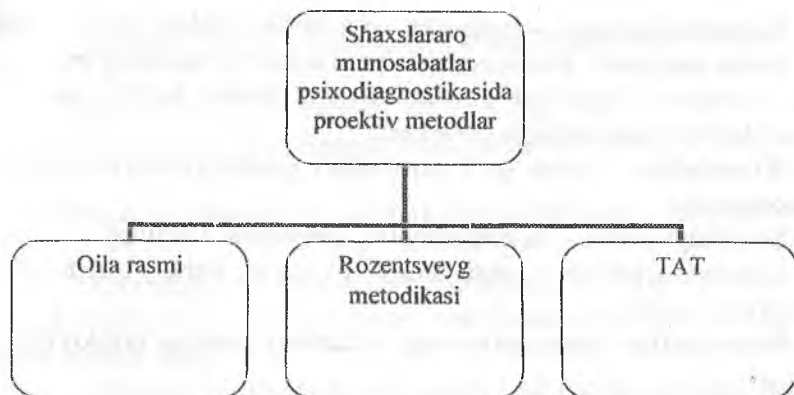 Shaxslararo
munosabatlar
psixodiagnostikasida
proektiv metodlar
Oila rasmi
Rozentsveyg
metodikasi
TAT